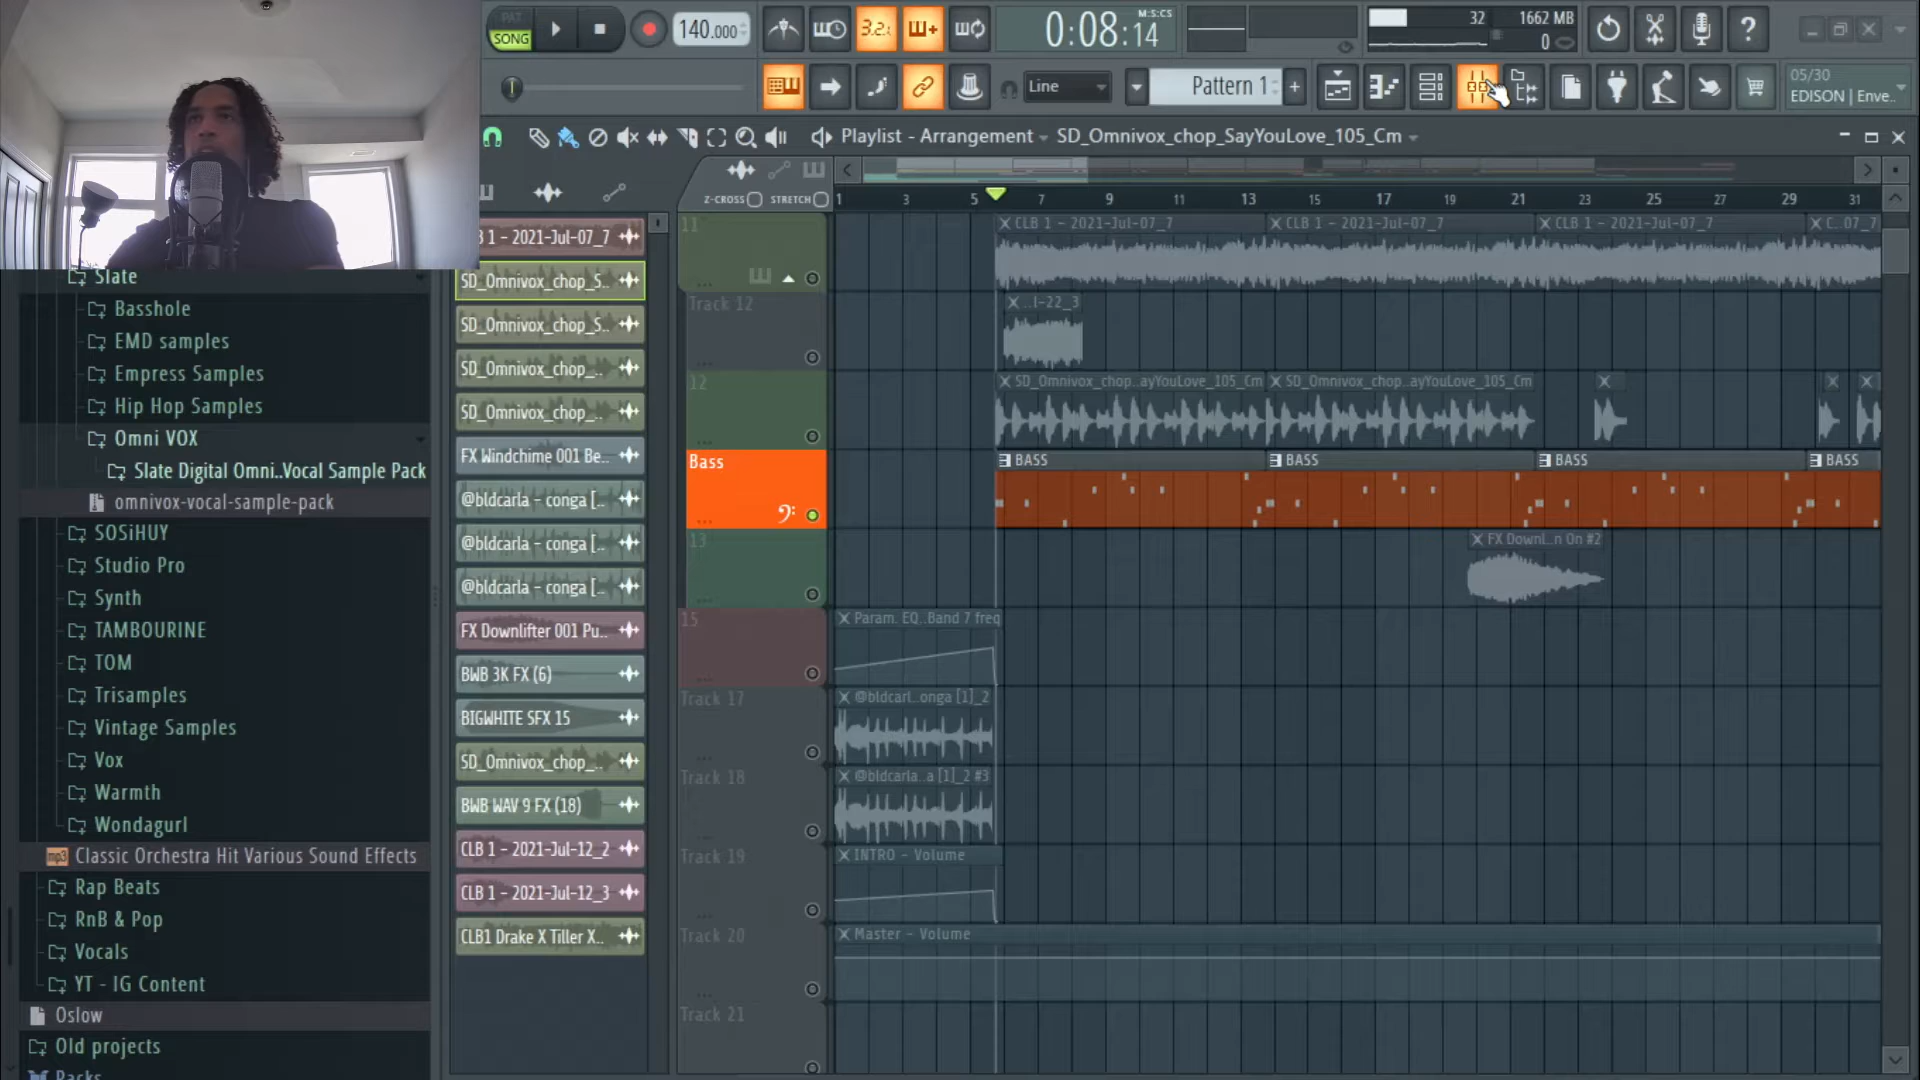 PAT
SONG
140.000
3.2.1
0:08:14
M:S:CS
32
1662 MB
0
Line
Pattern 1
05/30
EDISON | Enve..
Playlist - Arrangement
SD_Omnivox_chop_SayYouLove_105_Cm
Z-CROSS
STRETCH
1
3
5
7
9
11
13
15
17
19
21
23
25
27
29
31
Slate
Basshole
EMD samples
Empress Samples
Hip Hop Samples
Omni VOX
Slate Digital Omni..Vocal Sample Pack
omnivox-vocal-sample-pack
SOSiHUY
Studio Pro
Synth
TAMBOURINE
TOM
Trisamples
Vintage Samples
Vox
Warmth
Wondagurl
mp3
Classic Orchestra Hit Various Sound Effects
Rap Beats
RnB & Pop
Vocals
YT - IG Content
Oslow
Old projects
Packs
1 - 2021-Jul-07_7
SD_Omnivox_chop_S..
SD_Omnivox_chop_S..
SD_Omnivox_chop_..
SD_Omnivox_chop_..
FX Windchime 001 Be..
@bldcarla - conga [..
@bldcarla - conga [..
@bldcarla - conga [..
FX Downlifter 001 Pu..
BWB 3K FX (6)
BIGWHITE SFX 15
SD_Omnivox_chop_..
BWB WAV 9 FX (18)
CLB 1 - 2021-Jul-12_2
CLB 1 - 2021-Jul-12_3
CLB1 Drake X Tiller X..
11
CLB 1 - 2021-Jul-07_7
CLB 1 - 2021-Jul-07_7
CLB 1 - 2021-Jul-07_7
C..07_7
Track 12
..l-22_3
12
SD_Omnivox_chop..ayYouLove_105_Cm
SD_Omnivox_chop..ayYouLove_105_Cm
Bass
BASS
BASS
BASS
BASS
13
FX Downl..n On #2
15
Param. EQ..Band 7 freq
Track 17
@bldcarl..onga [1]_2
Track 18
@bldcarla..a [1]_2 #3
Track 19
INTRO - Volume
Track 20
Master - Volume
Track 21